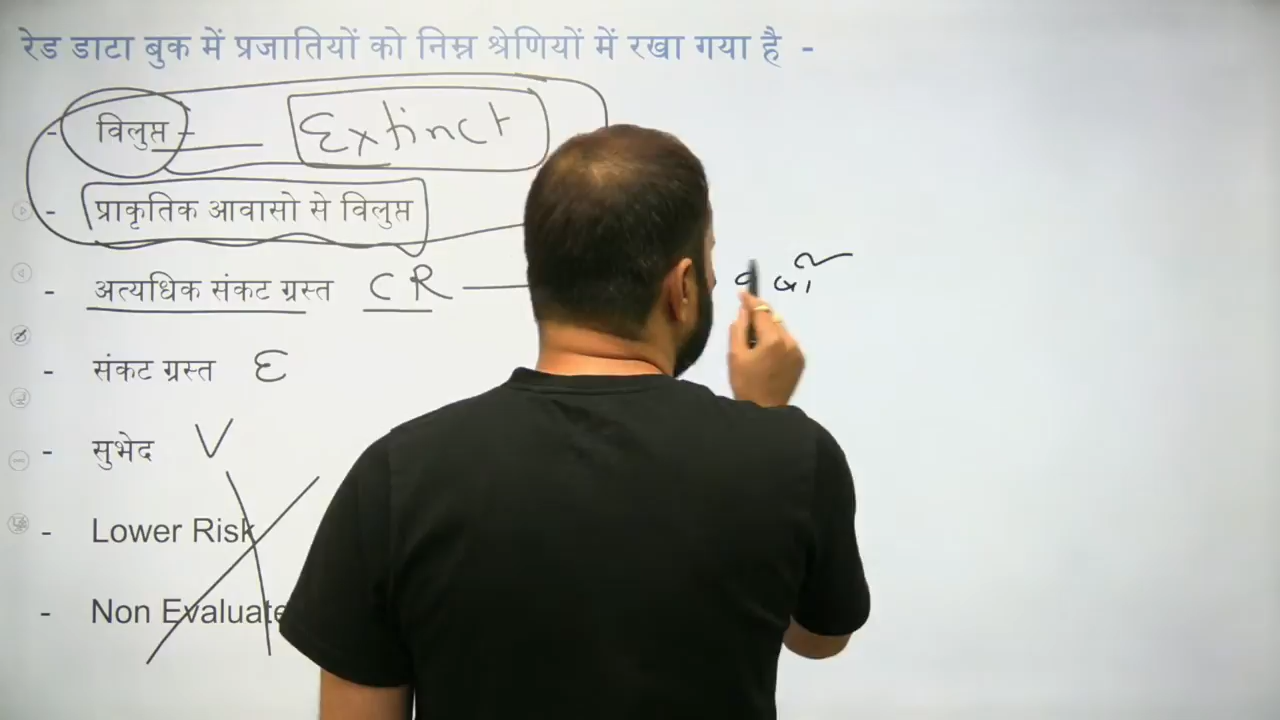 रेड डाटा बुक में प्रजातियों को निम्न श्रेणियों में रखा गया है -
- विलुप्त - Extinct
- प्राकृतिक आवासो से विलुप्त
- अत्यधिक संकट ग्रस्त CR
- संकट ग्रस्त E
- सुभेद V
- Lower Risk
- Non Evaluate